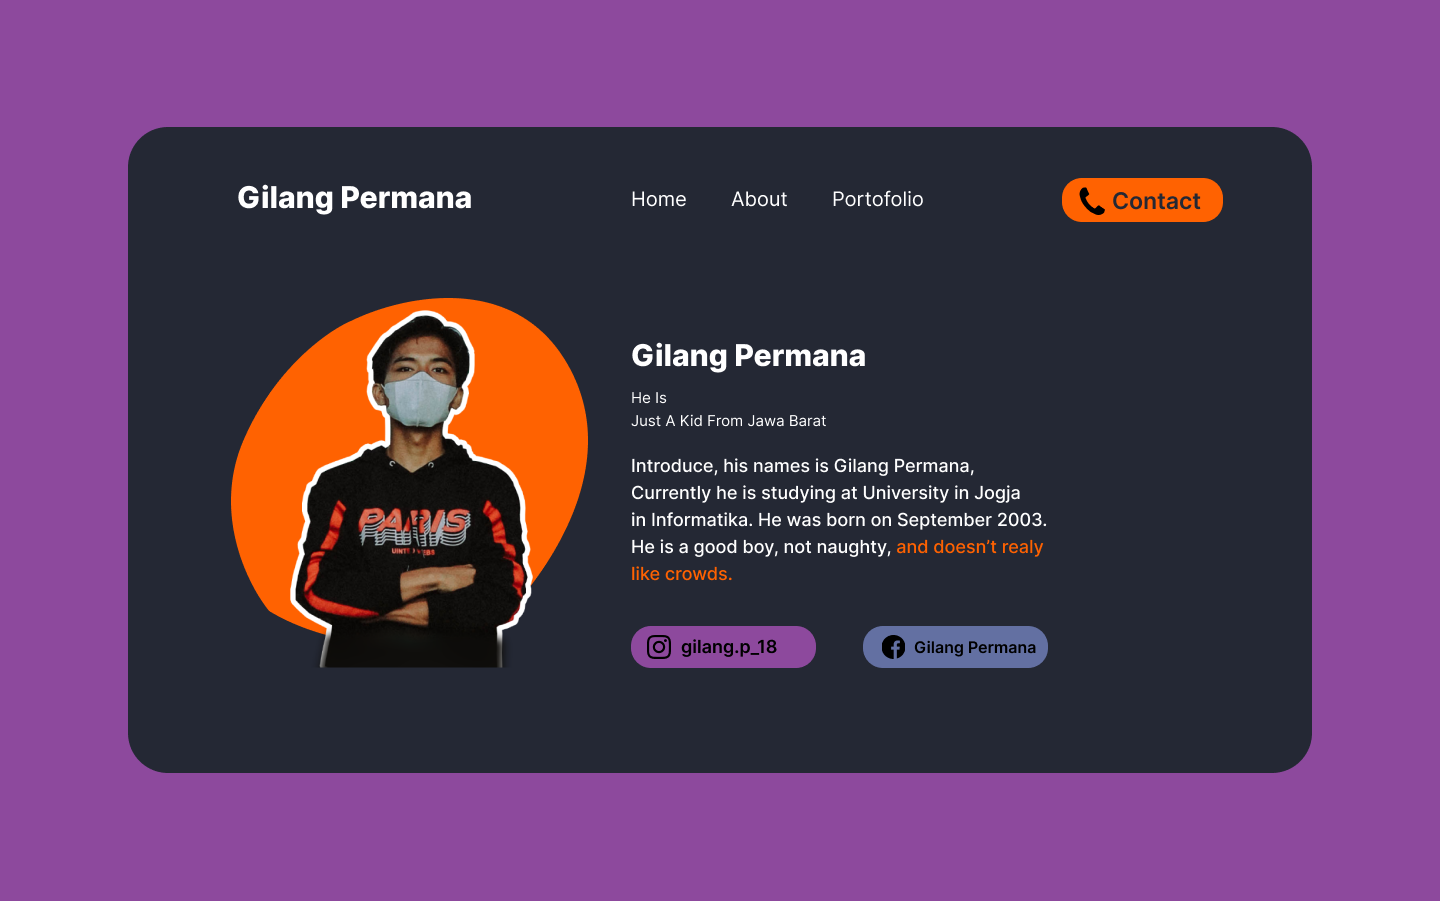 Gilang Permana
Home About Portofolio
Contact
Gilang Permana
He Is
Just A Kid From Jawa Barat
Introduce, his names is Gilang Permana,
Currently he is studying at University in Jogja
in Informatika. He was born on September 2003.
He is a good boy, not naughty, and doesn’t realy
like crowds.
PARIS
gilang.p_18
Gilang Permana